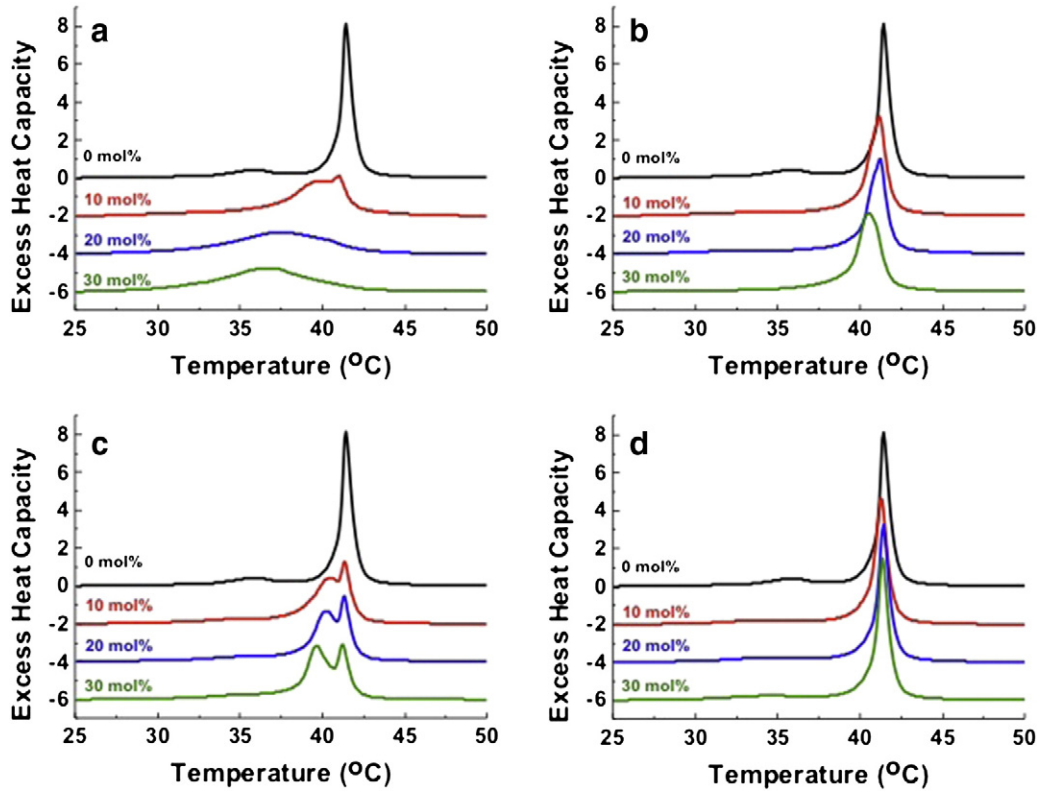 a
Excess Heat Capacity
8
6
4
2
0
-2
-4
-6
0 mol%
10 mol%
20 mol%
30 mol%
25 30 35 40 45 50
Temperature (ºC)
b
Excess Heat Capacity
8
6
4
2
0
-2
-4
-6
0 mol%
10 mol%
20 mol%
30 mol%
25 30 35 40 45 50
Temperature (ºC)
c
Excess Heat Capacity
8
6
4
2
0
-2
-4
-6
0 mol%
10 mol%
20 mol%
30 mol%
25 30 35 40 45 50
Temperature (ºC)
d
Excess Heat Capacity
8
6
4
2
0
-2
-4
-6
0 mol%
10 mol%
20 mol%
30 mol%
25 30 35 40 45 50
Temperature (ºC)